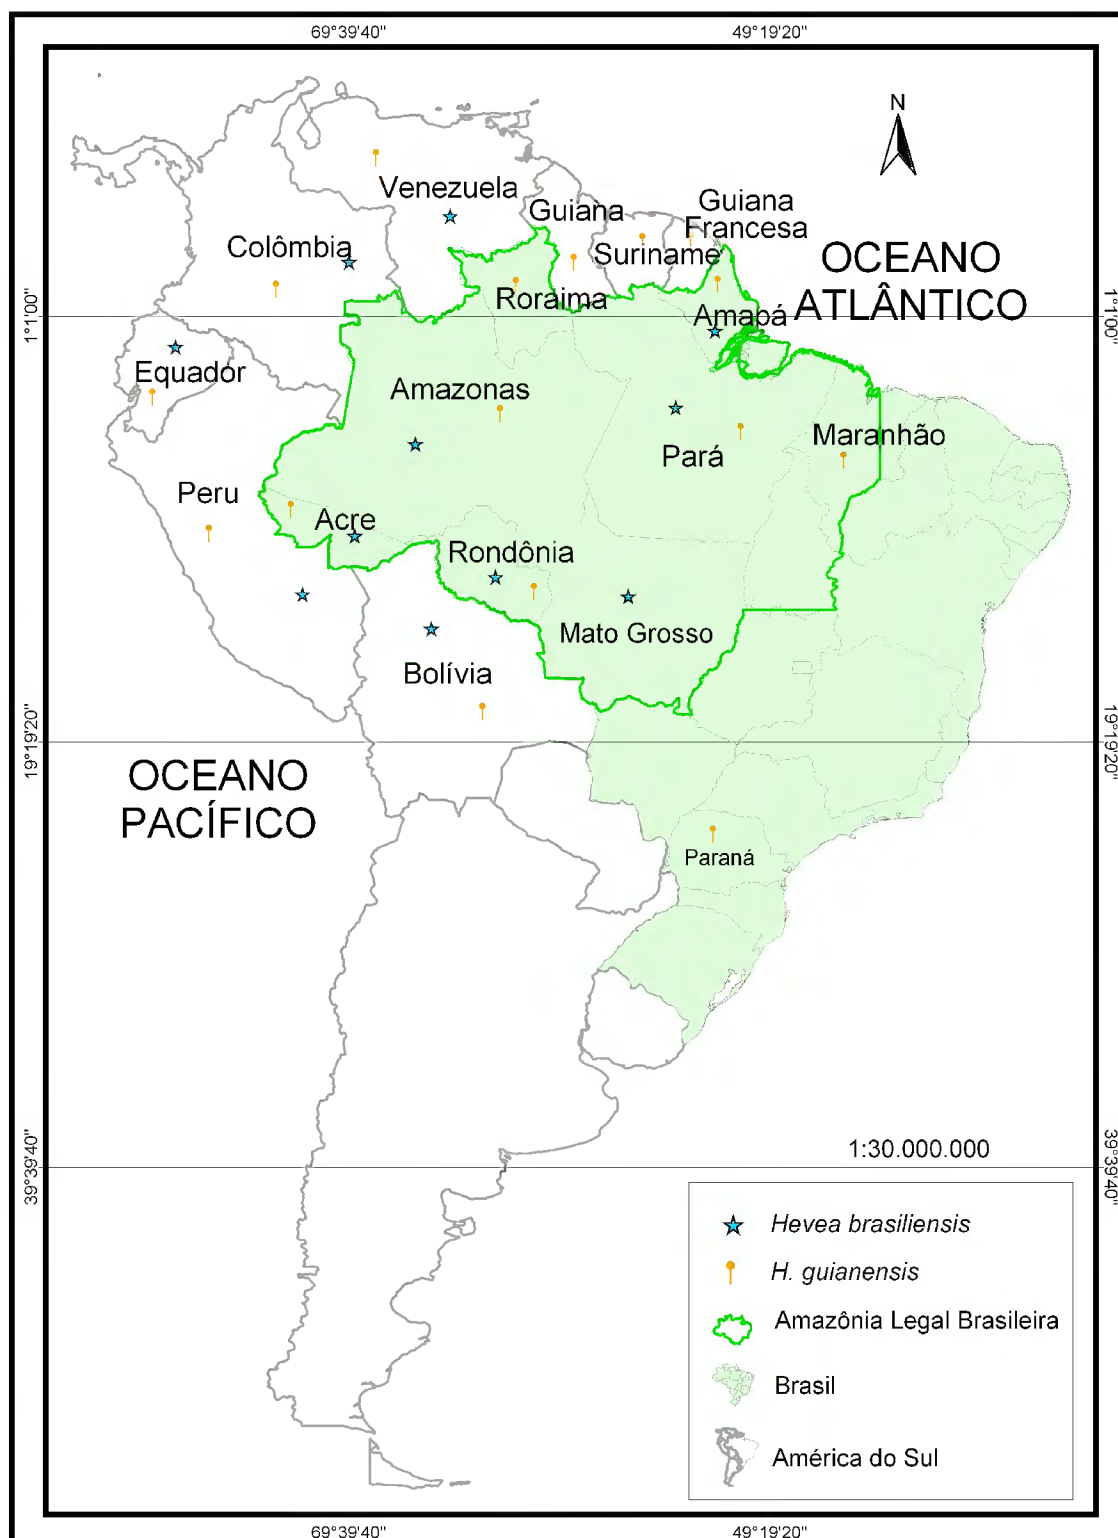 69°39'40"
49°19'20"
N
Venezuela
Guiana
Guiana
Francesa
Suriname
Colômbia
OCEANO
ATLÂNTICO
Roraima
Amapá
1°1'00"
1°1'00"
Equador
Amazonas
Maranhão
Pará
Peru
Acre
Rondônia
Mato Grosso
Bolívia
19°19'20"
19°19'20"
OCEANO
PACÍFICO
Paraná
1:30.000.000
39°39'40"
39°39'40"
Hevea brasiliensis
H. guianensis
Amazônia Legal Brasileira
Brasil
América do Sul
69°39'40"
49°19'20"